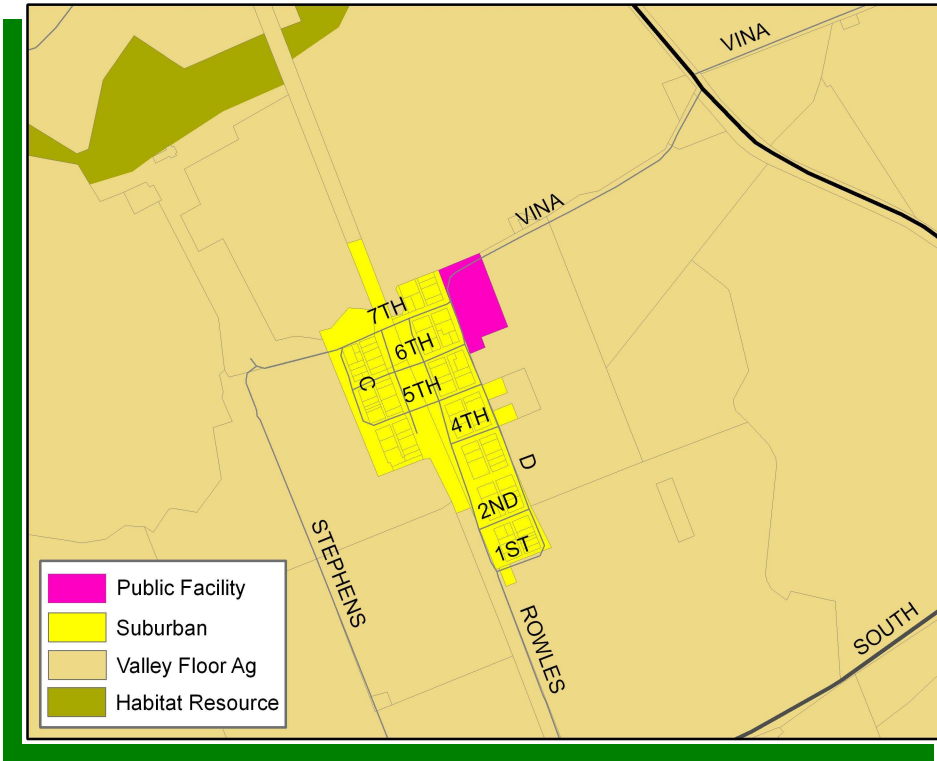 VINA
VINA
7TH
6TH
C
5TH
4TH
D
2ND
1ST
STEPHENS
ROWLES
SOUTH
Public Facility
Suburban
Valley Floor Ag
Habitat Resource